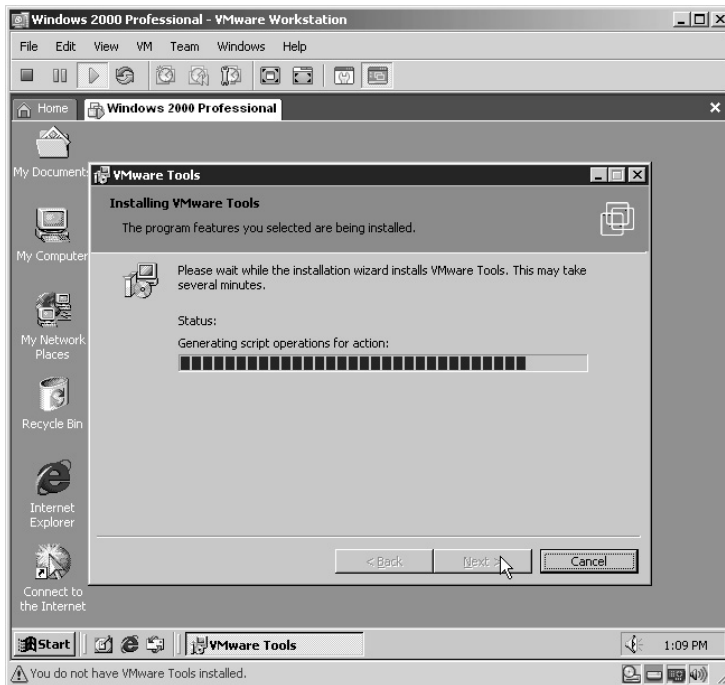 Windows 2000 Professional - VMware Workstation
File Edit View VM Team Windows Help
Home
Windows 2000 Professional
My Documents
My Computer
My Network
Places
Recycle Bin
Internet
Explorer
Connect to
the Internet
VMware Tools
Installing VMware Tools
The program features you selected are being installed.
Please wait while the installation wizard installs VMware Tools. This may take
several minutes.
Status:
Generating script operations for action:
< Back
Next >
Cancel
Start
VMware Tools
1:09 PM
You do not have VMware Tools installed.